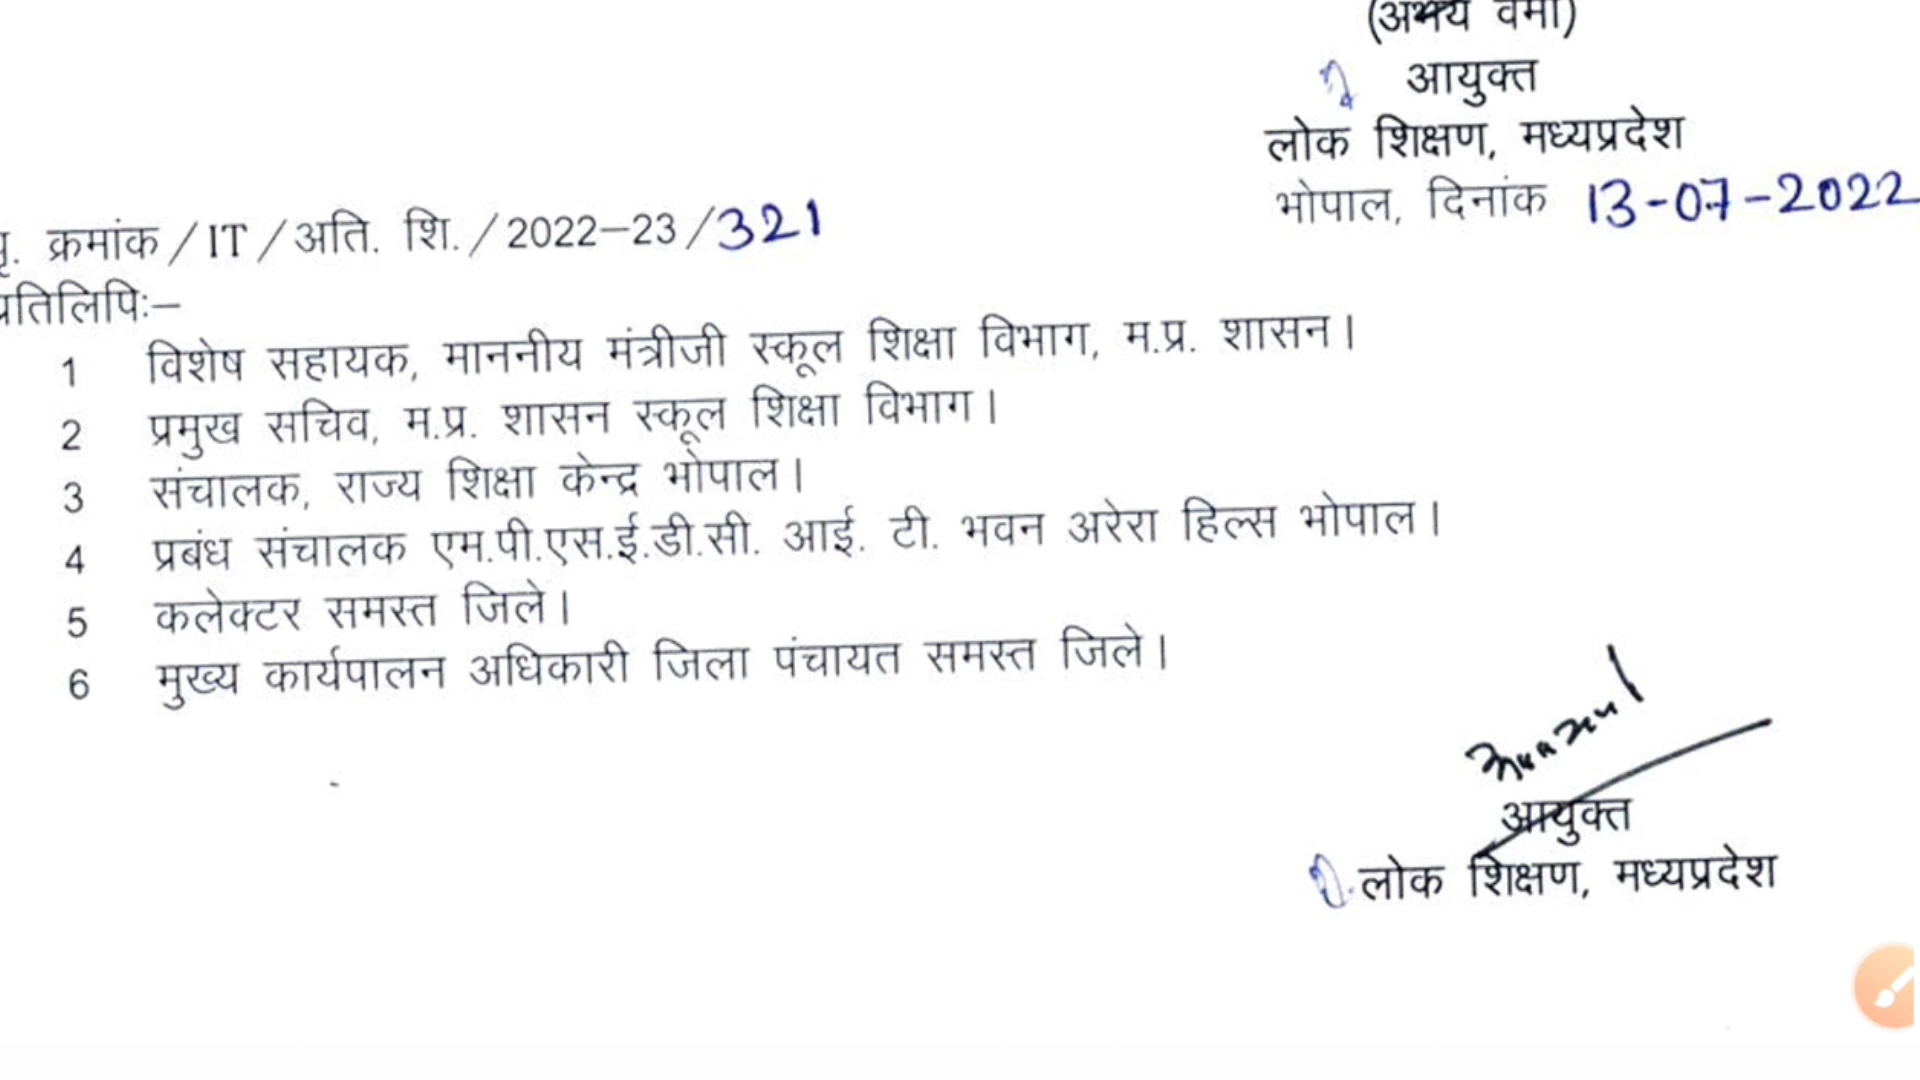 (अभय वर्मा)
आयुक्त
लोक शिक्षण, मध्यप्रदेश
भोपाल, दिनांक 13-07-2022
पृ. क्रमांक/IT/अति. शि./2022-23/321
प्रतिलिपिः-
1 विशेष सहायक, माननीय मंत्रीजी स्कूल शिक्षा विभाग, म.प्र. शासन।
2 प्रमुख सचिव, म.प्र. शासन स्कूल शिक्षा विभाग।
3 संचालक, राज्य शिक्षा केन्द्र भोपाल।
4 प्रबंध संचालक एम.पी.एस.ई.डी.सी. आई. टी. भवन अरेरा हिल्स भोपाल।
5 कलेक्टर समस्त जिले।
6 मुख्य कार्यपालन अधिकारी जिला पंचायत समस्त जिले।
आयुक्त
लोक शिक्षण, मध्यप्रदेश